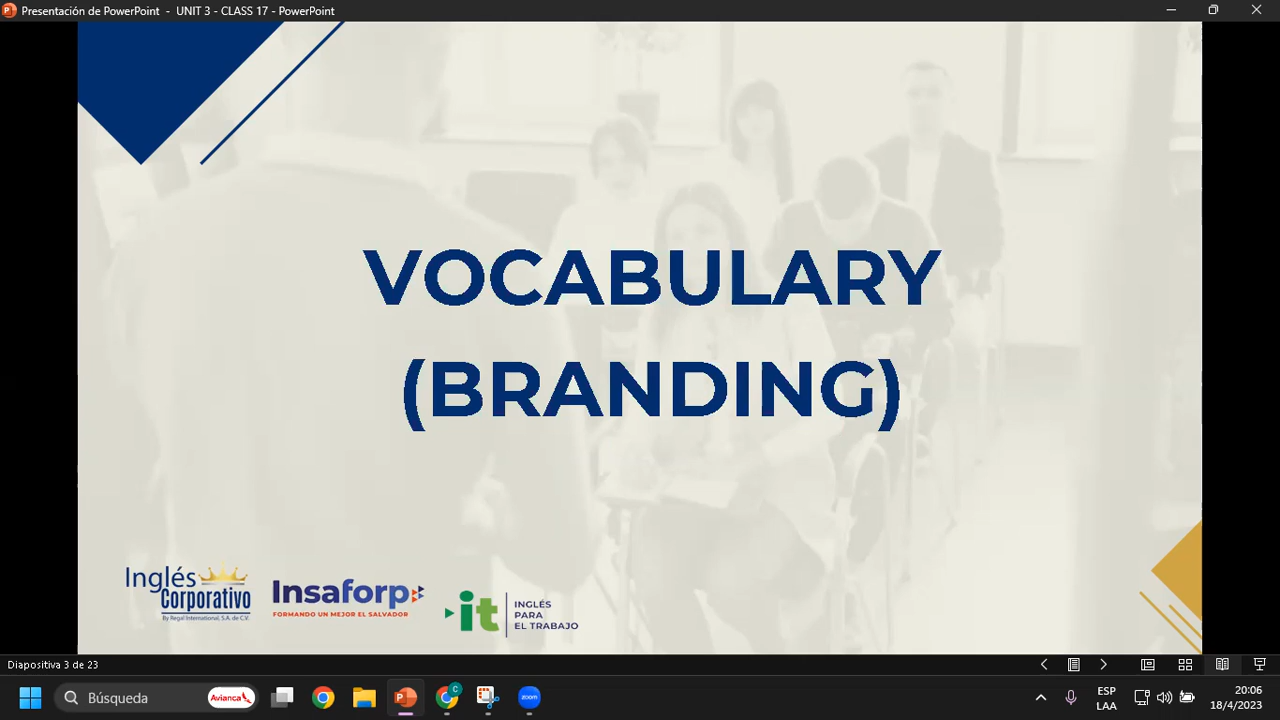 Presentación de PowerPoint - UNIT 3 - CLASS 17 - PowerPoint
VOCABULARY
(BRANDING)
Inglés
Corporativo
By Regal International, S.A. de C.V.
Insaforp
FORMANDO UN MEJOR EL SALVADOR
it
INGLÉS
PARA
EL TRABAJO
Diapositiva 3 de 23
Búsqueda
Avianca
C
zoom
ESP
LAA
20:06
18/4/2023